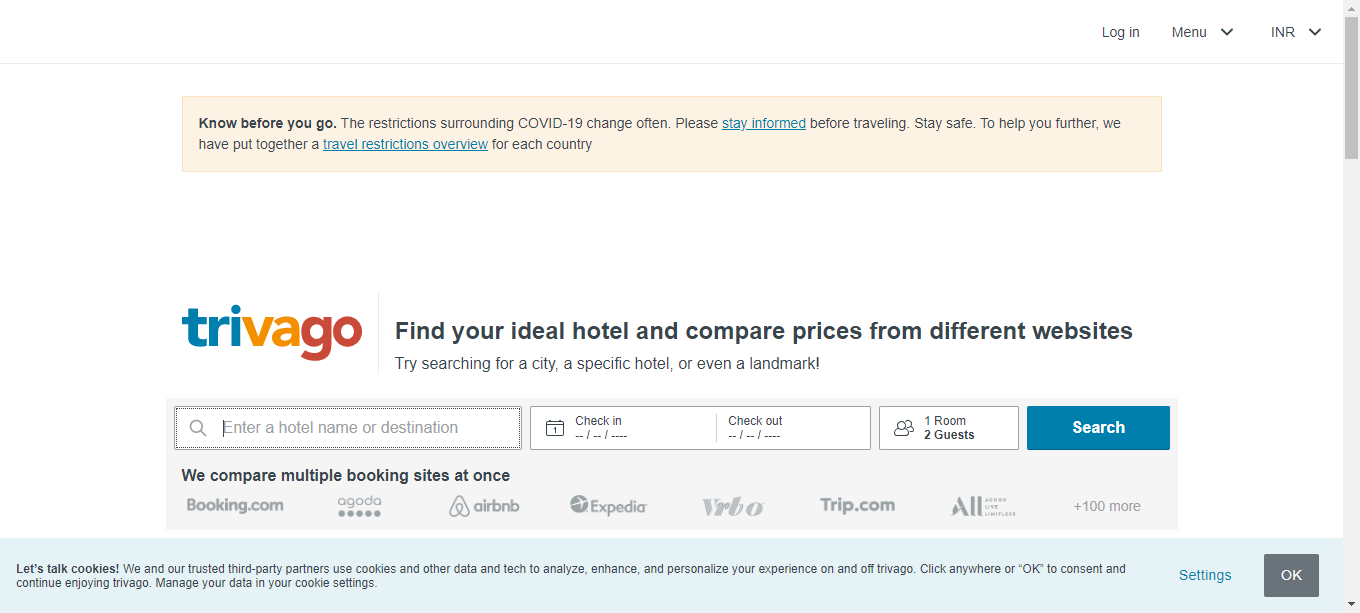 Log in Menu INR
Know before you go. The restrictions surrounding COVID-19 change often. Please stay informed before traveling. Stay safe. To help you further, we
have put together a travel restrictions overview for each country
trivago
Find your ideal hotel and compare prices from different websites
Try searching for a city, a specific hotel, or even a landmark!
Enter a hotel name or destination
1
Check in
-- / -- / ----
Check out
-- / -- / ----
1 Room
2 Guests
Search
We compare multiple booking sites at once
Booking.com agoda airbnb Expedia Vrbo Trip.com ALL ACCOR LIVE LIMITLESS +100 more
Let's talk cookies! We and our trusted third-party partners use cookies and other data and tech to analyze, enhance, and personalize your experience on and off trivago. Click anywhere or “OK” to consent and
continue enjoying trivago. Manage your data in your cookie settings.
Settings
OK